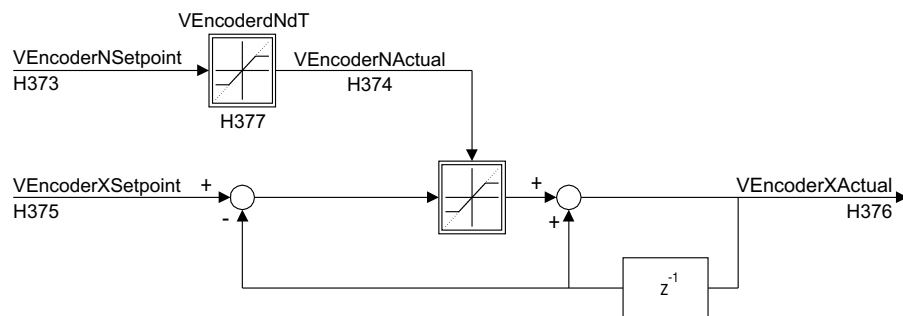 VEncoderdNdT
VEncoderNSetpoint
H373
H377
VEncoderNActual
H374
VEncoderXSetpoint
H375
+
-
+
+
VEncoderXActual
H376
z-1